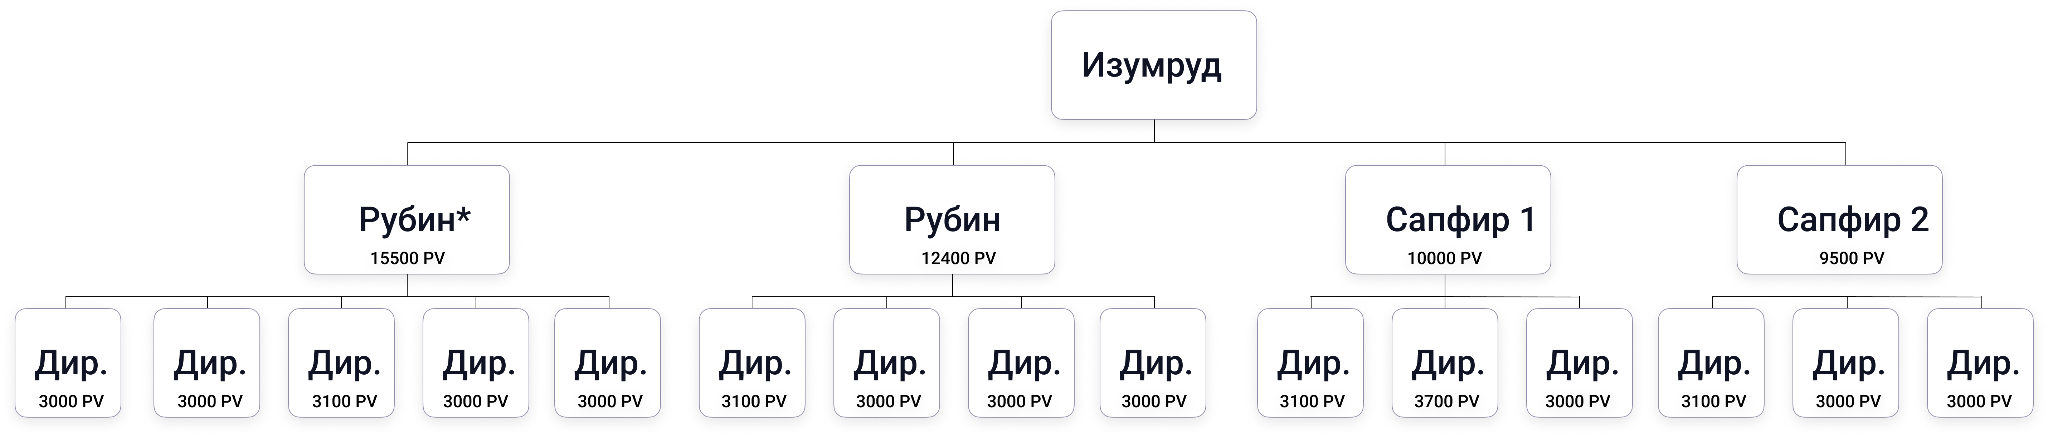 Изумруд
Рубин*
15500 PV
Рубин
12400 PV
Сапфир 1
10000 PV
Сапфир 2
9500 PV
Дир.
3000 PV
Дир.
3000 PV
Дир.
3100 PV
Дир.
3000 PV
Дир.
3000 PV
Дир.
3100 PV
Дир.
3000 PV
Дир.
3000 PV
Дир.
3000 PV
Дир.
3100 PV
Дир.
3700 PV
Дир.
3000 PV
Дир.
3100 PV
Дир.
3000 PV
Дир.
3000 PV